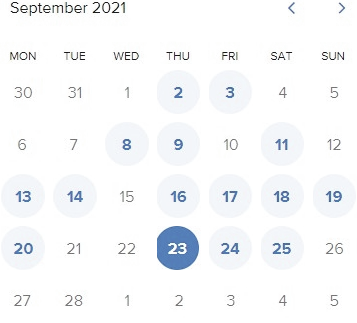 September 2021 < >
MON TUE WED THU FRI SAT SUN
30 31 1 2 3 4 5
6 7 8 9 10 11 12
13 14 15 16 17 18 19
20 21 22 23 24 25 26
27 28 1 2 3 4 5